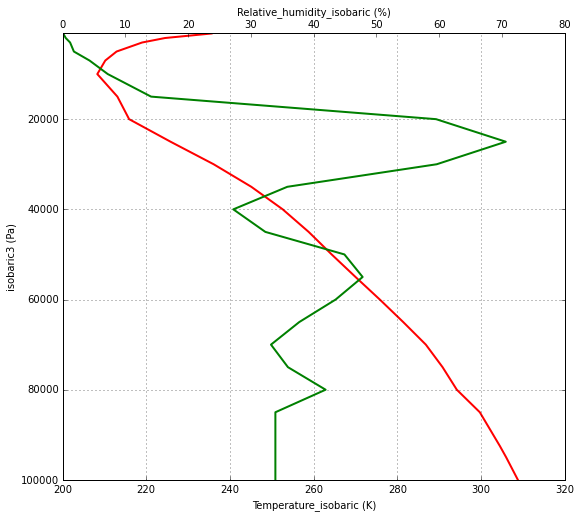 Relative_humidity_isobaric (%)
0 10 20 30 40 50 60 70 80
isobaric3 (Pa)
20000
40000
60000
80000
100000
200 220 240 260 280 300 320
Temperature_isobaric (K)